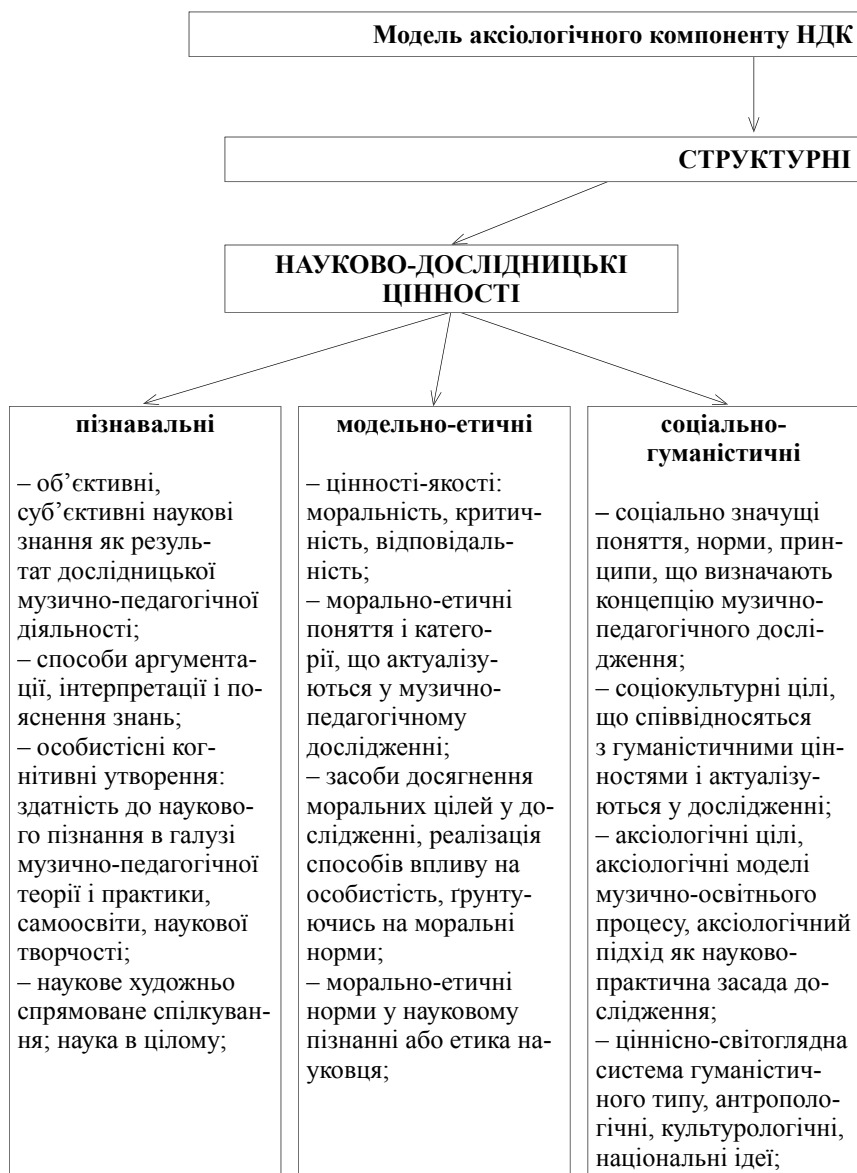 Модель аксіологічного компоненту НДК
СТРУКТУРНІ
НАУКОВО-ДОСЛІДНИЦЬКІ
ЦІННОСТІ
пізнавальні
– об’єктивні,
суб’єктивні наукові
знання як резуль-
тат дослідницької
музично-педагогічної
діяльності;
– способи аргумента-
ції, інтерпретації і по-
яснення знань;
– особистісні ког-
нітивні утворення:
здатність до науково-
го пізнання в галузі
музично-педагогічної
теорії і практики,
самоосвіти, наукової
творчості;
– наукове художньо
спрямоване спілкуван-
ня; наука в цілому;
модельно-етичні
– цінності-якості:
моральність, критич-
ність, відповідаль-
ність;
– морально-етичні
поняття і катего-
рії, що актуалізу-
ються у музично-
педагогічному
дослідженні;
– засоби досягнення
моральних цілей у до-
слідженні, реалізація
способів впливу на
особистість, ґрунту-
ючись на моральні
норми;
– морально-етичні
норми у науковому
пізнанні або етика на-
уковця;
соціально-
гуманістичні
– соціально значущі
поняття, норми, прин-
ципи, що визначають
концепцію музично-
педагогічного дослі-
дження;
– соціокультурні цілі,
що співвідносяться
з гуманістичними цін-
ностями і актуалізу-
ються у дослідженні;
– аксіологічні цілі,
аксіологічні моделі
музично-освітнього
процесу, аксіологічний
підхід як науково-
практична засада до-
слідження;
– ціннісно-світоглядна
система гуманістич-
ного типу, антрополо-
гічні, культурологічні,
національні ідеї;